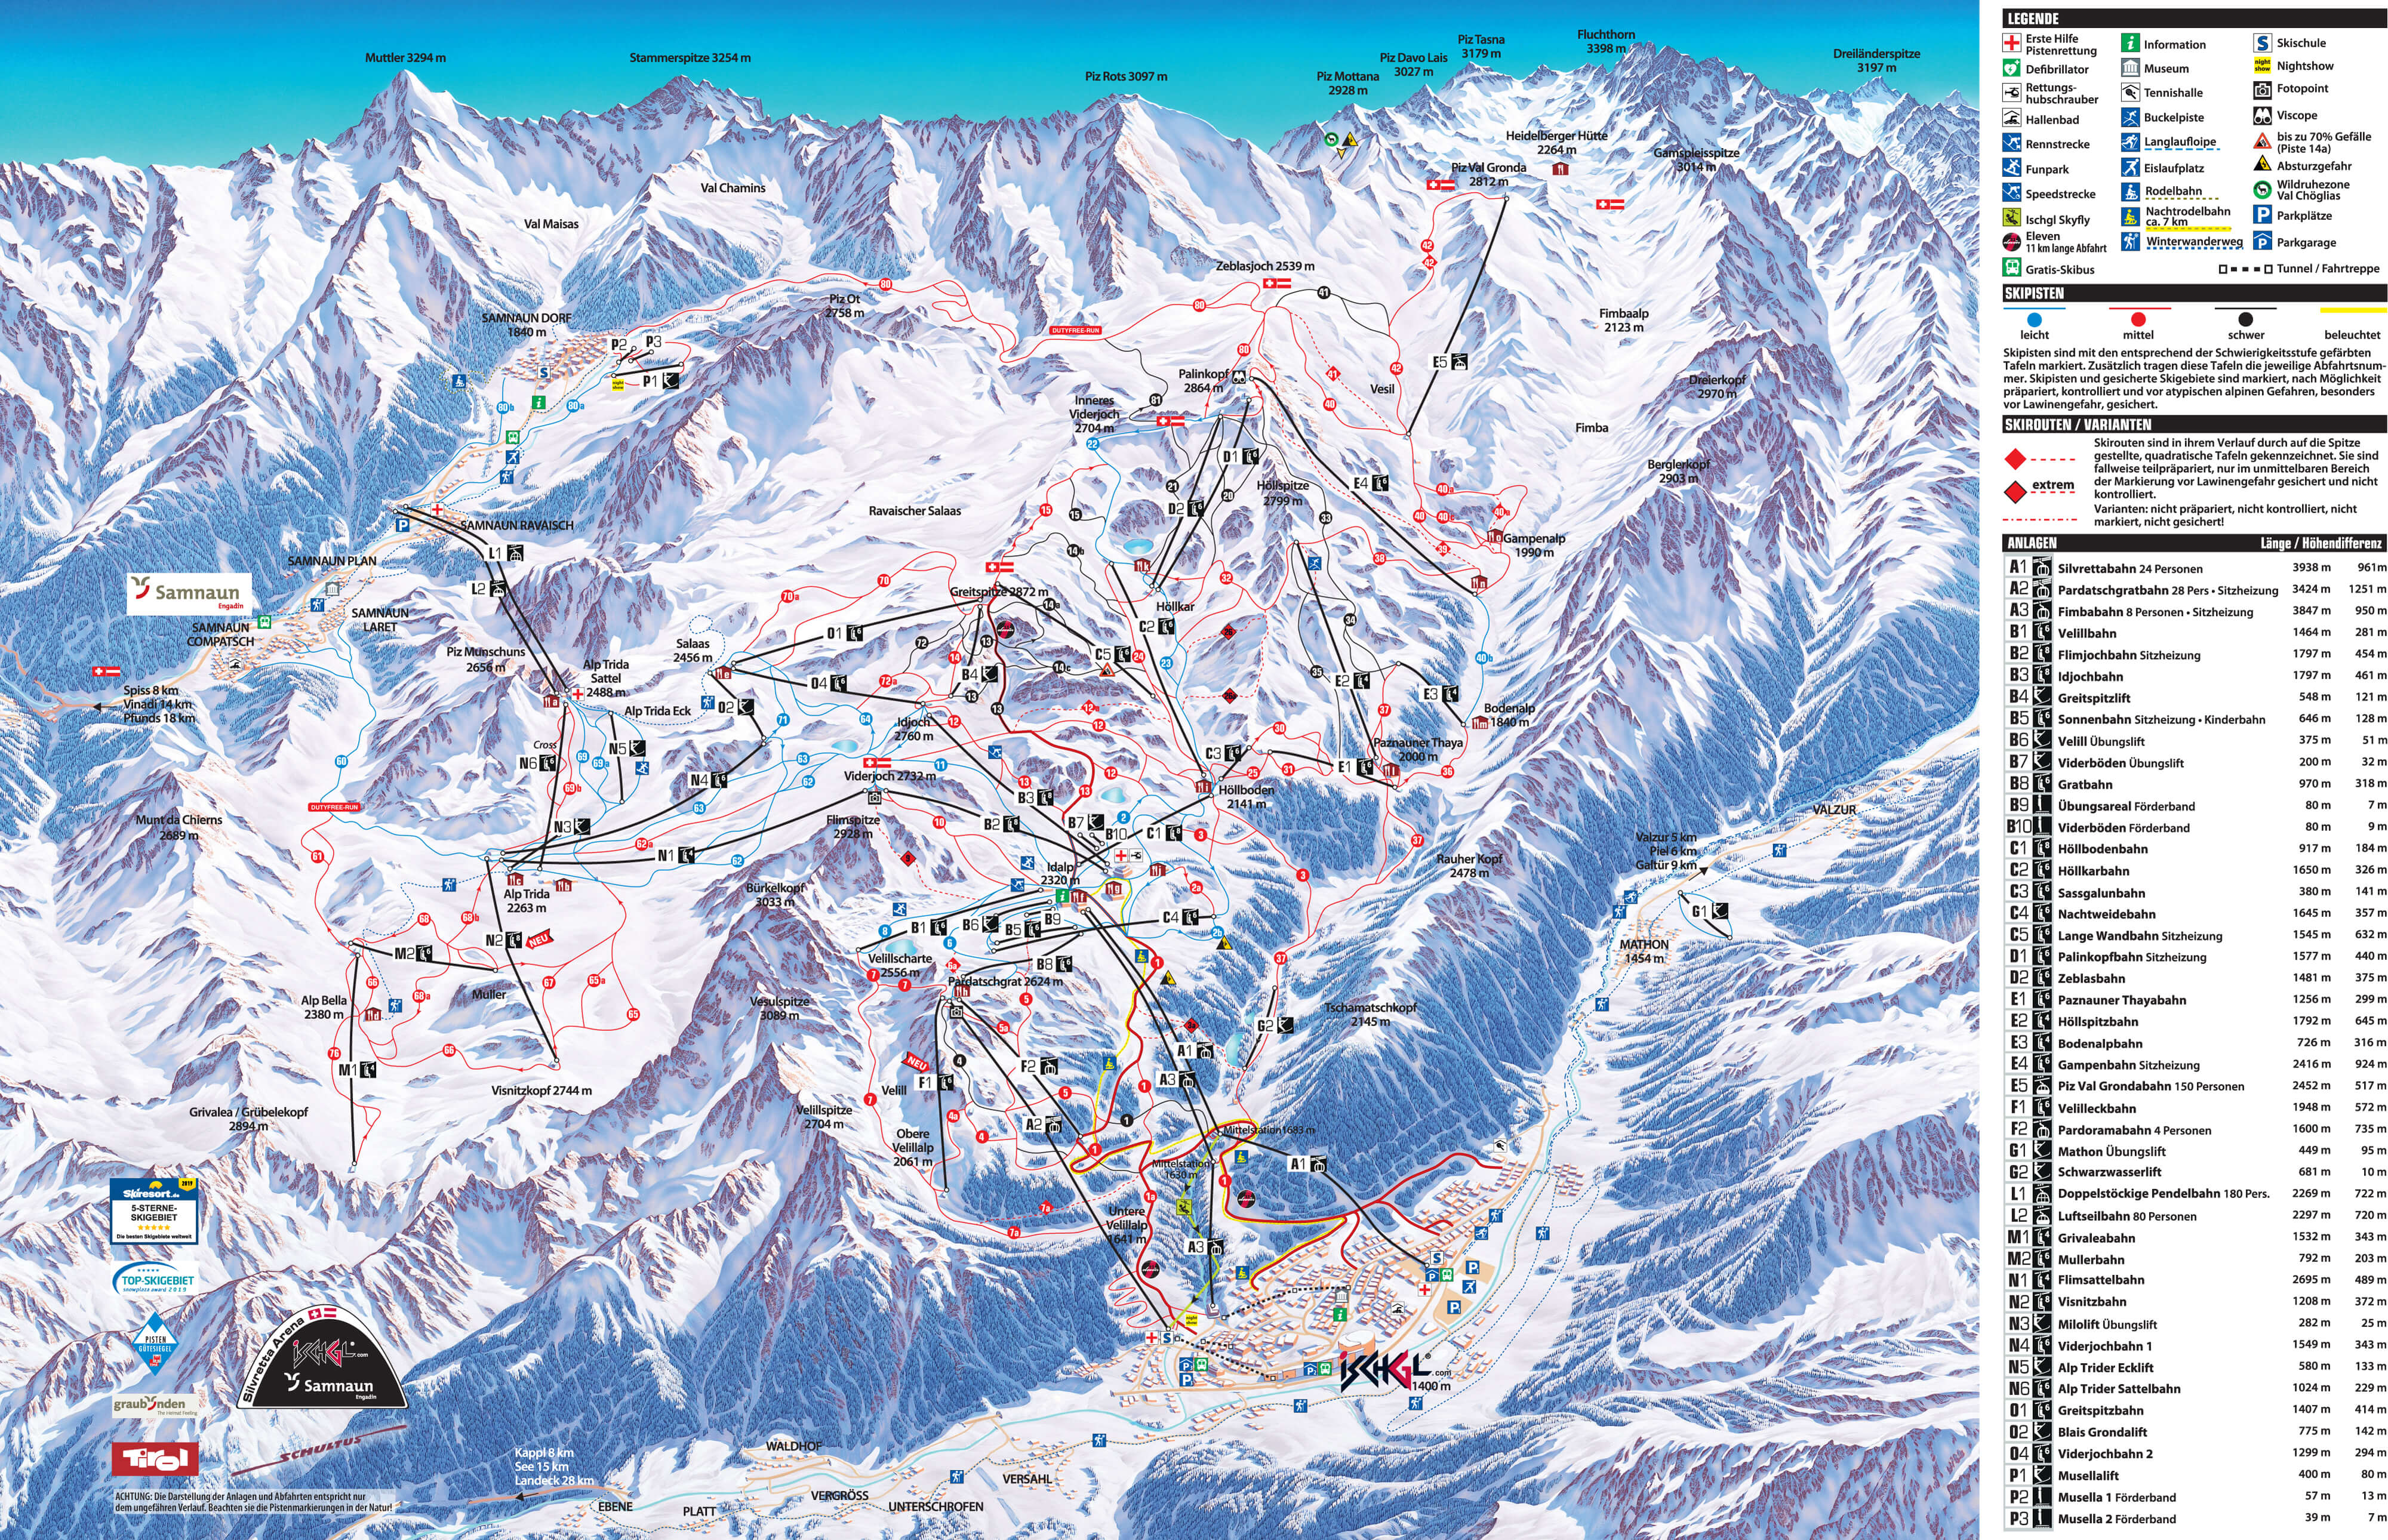 Muttler 3294 m
Stammerspitze 3254 m
Piz Rots 3097 m
Piz Mottana
2928 m
Piz Davo Lais
3027 m
Piz Tasna
3179 m
Fluchthorn
3398 m
Dreiländerspitze
3197 m
Val Maisas
Val Chamins
Heidelberger Hütte
2264 m
Piz Val Gronda
2812 m
Gamspleisspitze
3014 m
Zeblasjoch 2539 m
Piz Ot
2758 m
DUTYFREE-RUN
SAMNAUN DORF
1840 m
Palinkopf
2864 m
Inneres
Viderjoch
2704 m
Vesil
Fimbaalp
2123 m
Dreierkopf
2970 m
Fimba
Berglerkopf
2903 m
Höllspitze
2799 m
Ravaischer Salaas
SAMNAUN RAVAISCH
SAMNAUN PLAN
SAMNAUN
LARET
SAMNAUN
COMPATSCH
Samnaun
Engadin
Gampenalp
1990 m
Greitspitze 2872 m
Höllkar
Salaas
2456 m
Piz Munschuns
2656 m
Alp Trida
Sattel
2488 m
Alp Trida Eck
Spiss 8 km
Vinadi 14 km
Pfunds 18 km
Cross
Idjoch
2760 m
Bodenalp
1840 m
Paznauner Thaya
2000 m
Viderjoch 2732 m
Höllboden
2141 m
DUTYFREE-RUN
Munt da Chierns
2689 m
Flimspitze
2928 m
VALZUR
Valzur 5 km
Piel 6 km
Galtür 9 km
Rauher Kopf
2478 m
Idalp
2320 m
Alp Trida
2263 m
Bürkelkopf
3033 m
NEU
MATHON
1454 m
Velillscharte
2556 m
Pardatschgrat 2624 m
Alp Bella
2380 m
Muller
Vesulspitze
3089 m
Tschamatschkopf
2145 m
Visnitzkopf 2744 m
NEU
Velill
Grivalea / Grübelekopf
2894 m
Velillspitze
2704 m
Obere
Velillalp
2061 m
Mittelstation 1683 m
Mittelstation
1630 m
Untere
Velillalp
1641 m
Skiresort.de
2019
5-STERNE-
SKIGEBIET
Die besten Skigebiete weltweit
TOP-SKIGEBIET
snowplaza award 2019
PISTEN
GÜTESIEGEL
graubünden
Silvretta Arena
ISCHGL.com
Samnaun
Engadin
ISCHGL.com
1400 m
Tirol
SCHULTUS
Kappl 8 km
See 15 km
Landeck 28 km
WALDHOF
VERSAHL
VERGRÖSS
UNTERSCHROFEN
EBENE
PLATT
ACHTUNG: Die Darstellung der Anlagen und Abfahrten entspricht nur
dem ungefähren Verlauf. Beachten sie die Pistenmarkierungen in der Natur!
LEGENDE
Erste Hilfe
Pistenrettung
Defibrillator
Rettungs-
hubschrauber
Hallenbad
Rennstrecke
Funpark
Speedstrecke
Ischgl Skyfly
Eleven
11 km lange Abfahrt
Gratis-Skibus
Information
Museum
Tennishalle
Buckelpiste
Langlaufloipe
Eislaufplatz
Rodelbahn
Nachtrodelbahn
ca. 7 km
Winterwanderweg
Skischule
Nightshow
Fotopoint
Viscope
bis zu 70% Gefälle
(Piste 14a)
Absturzgefahr
Wildruhezone
Val Chöglias
Parkplätze
Parkgarage
Tunnel / Fahrtreppe
SKIPISTEN
leicht mittel schwer beleuchtet
Skipisten sind mit den entsprechend der Schwierigkeitsstufe gefärbten
Tafeln markiert. Zusätzlich tragen diese Tafeln die jeweilige Abfahrtsnum-
mer. Skipisten und gesicherte Skigebiete sind markiert, nach Möglichkeit
präpariert, kontrolliert und vor atypischen alpinen Gefahren, besonders
vor Lawinengefahr, gesichert.
SKIROUTEN / VARIANTEN
Skirouten sind in ihrem Verlauf durch auf die Spitze
gestellte, quadratische Tafeln gekennzeichnet. Sie sind
fallweise teilpräpariert, nur im unmittelbaren Bereich
der Markierung vor Lawinengefahr gesichert und nicht
kontrolliert.
extrem
Varianten: nicht präpariert, nicht kontrolliert, nicht
markiert, nicht gesichert!
ANLAGEN Länge / Höhendifferenz
A1 Silvrettabahn 24 Personen 3938 m 961m
A2 Pardatschgratbahn 28 Pers • Sitzheizung 3424 m 1251 m
A3 Fimbabahn 8 Personen • Sitzheizung 3847 m 950 m
B1 Velillbahn 1464 m 281 m
B2 Flimjochbahn Sitzheizung 1797 m 454 m
B3 Idjochbahn 1797 m 461 m
B4 Greitspitzlift 548 m 121 m
B5 Sonnenbahn Sitzheizung • Kinderbahn 646 m 128 m
B6 Velill Übungslift 375 m 51 m
B7 Viderböden Übungslift 200 m 32 m
B8 Gratbahn 970 m 318 m
B9 Übungsareal Förderband 80 m 7 m
B10 Viderböden Förderband 80 m 9 m
C1 Höllbodenbahn 917 m 184 m
C2 Höllkarbahn 1650 m 326 m
C3 Sassgalunbahn 380 m 141 m
C4 Nachtweidebahn 1645 m 357 m
C5 Lange Wandbahn Sitzheizung 1545 m 632 m
D1 Palinkopfbahn Sitzheizung 1577 m 440 m
D2 Zeblasbahn 1481 m 375 m
E1 Paznauner Thayabahn 1256 m 299 m
E2 Höllspitzbahn 1792 m 645 m
E3 Bodenalpbahn 726 m 316 m
E4 Gampenbahn Sitzheizung 2416 m 924 m
E5 Piz Val Grondabahn 150 Personen 2452 m 517 m
F1 Velilleckbahn 1948 m 572 m
F2 Pardoramabahn 4 Personen 1600 m 735 m
G1 Mathon Übungslift 449 m 95 m
G2 Schwarzwasserlift 681 m 10 m
L1 Doppelstöckige Pendelbahn 180 Pers. 2269 m 722 m
L2 Luftseilbahn 80 Personen 2297 m 720 m
M1 Grivaleabahn 1532 m 343 m
M2 Mullerbahn 792 m 203 m
N1 Flimsattelbahn 2695 m 489 m
N2 Visnitzbahn 1208 m 372 m
N3 Milolift Übungslift 282 m 25 m
N4 Viderjochbahn 1 1549 m 343 m
N5 Alp Trider Ecklift 580 m 133 m
N6 Alp Trider Sattelbahn 1024 m 229 m
O1 Greitspitzbahn 1407 m 414 m
O2 Blais Grondalift 775 m 142 m
O4 Viderjochbahn 2 1299 m 294 m
P1 Musellalift 400 m 80 m
P2 Musella 1 Förderband 57 m 13 m
P3 Musella 2 Förderband 39 m 7 m